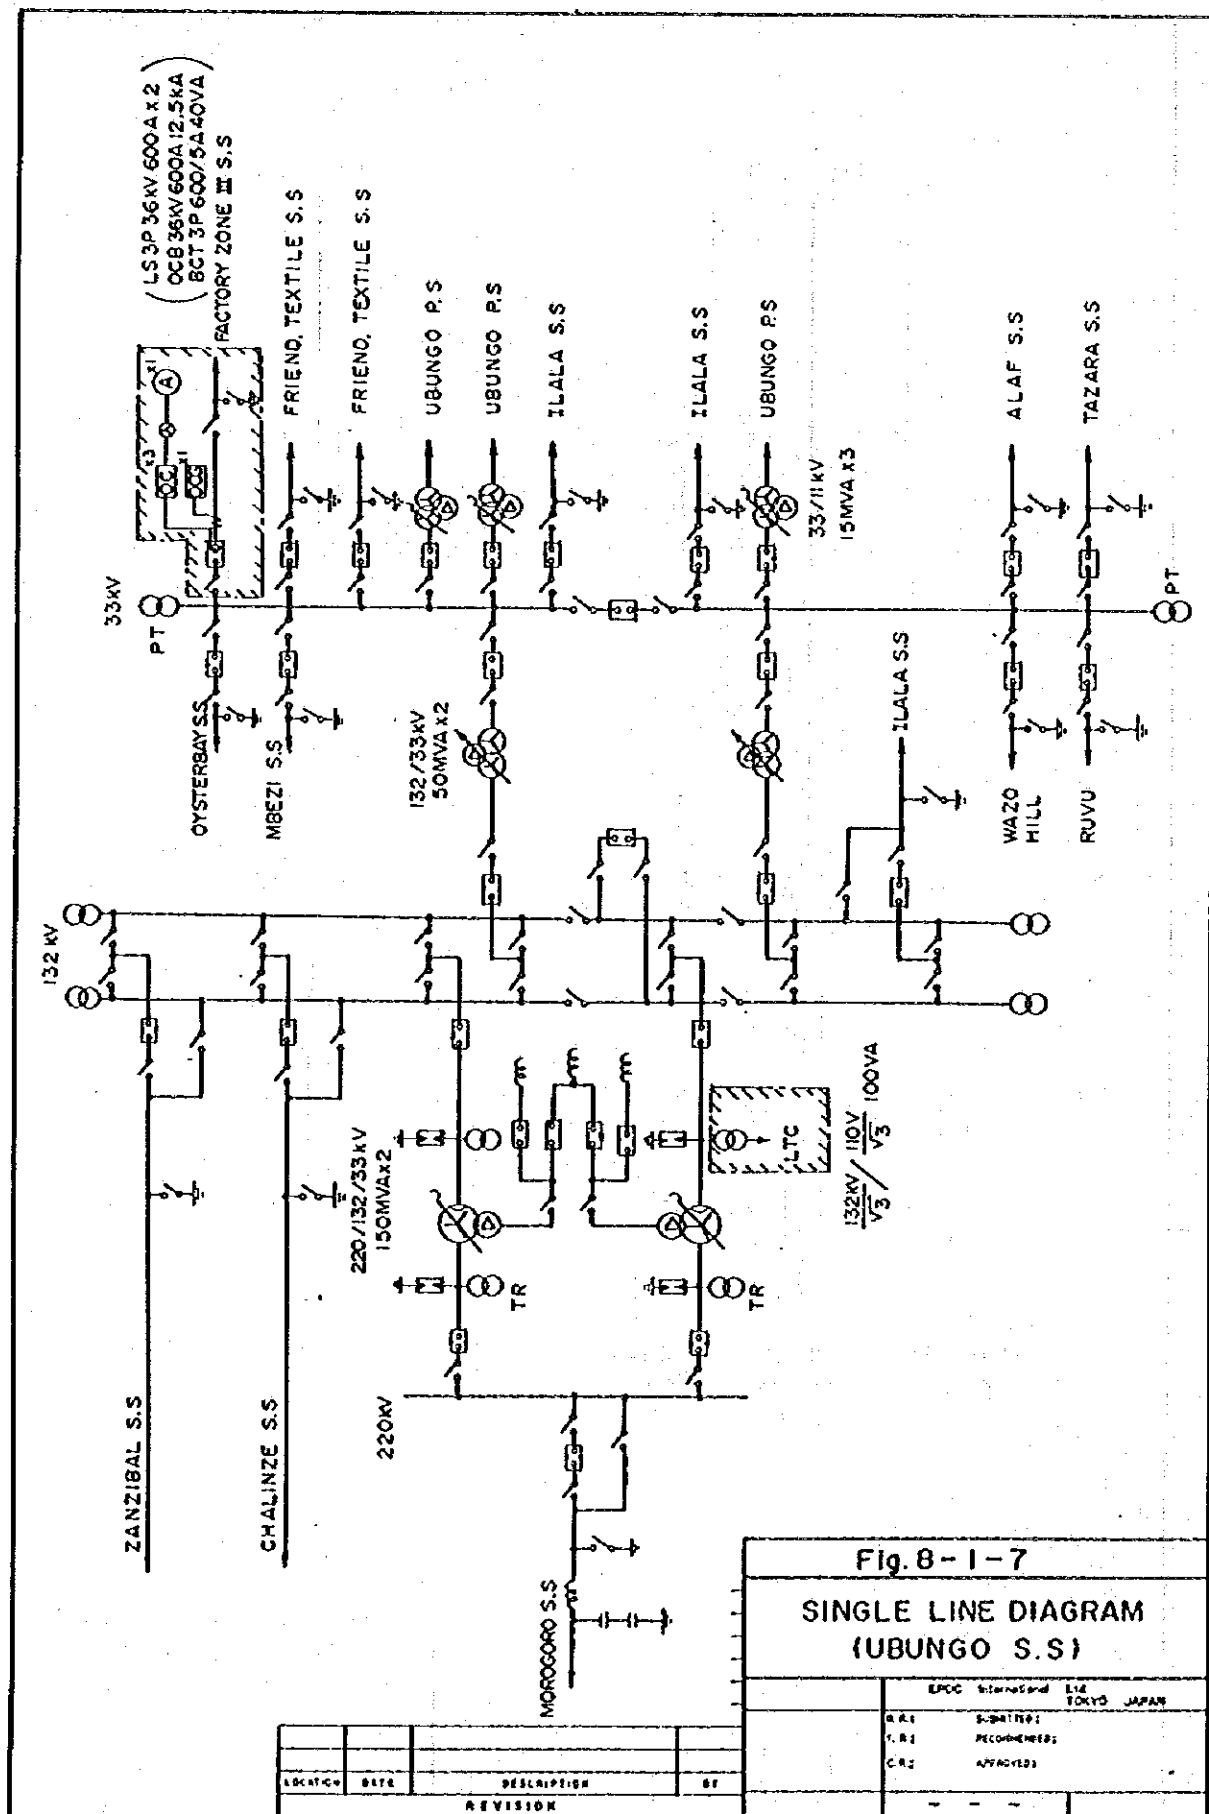 LS 3P 36KV 600A x 2
OCB 36KV 600A 12.5KA
BCT 3P 600/5A 40VA
FACTORY ZONE III S.S
FRIEND. TEXTILE S.S
FRIEND. TEXTILE S.S
UBUNGO P.S
UBUNGO P.S
ILALA S.S
ILALA S.S
UBUNGO P.S
ALAF S.S
TAZARA S.S
x3
OC
x1
OCG
A
x1
33/11kV
15MVA x3
33kV
PT
PT
OYSTERBAY S.S
MBEZI S.S
132/33kV
50MVA x2
ILALA S.S
WAZO
HILL
RUVU
132 kV
220/132/33kV
150MVA x2
LTC
132kV/√3 / 110V/√3 100VA
TR
TR
220kV
ZANZIBAL S.S
CHALINZE S.S
MOROGORO S.S
Fig. 8-1-7
SINGLE LINE DIAGRAM
(UBUNGO S.S)
EPDC International Ltd
TOKYO JAPAN
SUBMITTED:
RECOMMENDED:
APPROVED:
LOCATION DATE DESCRIPTION BY
REVISION